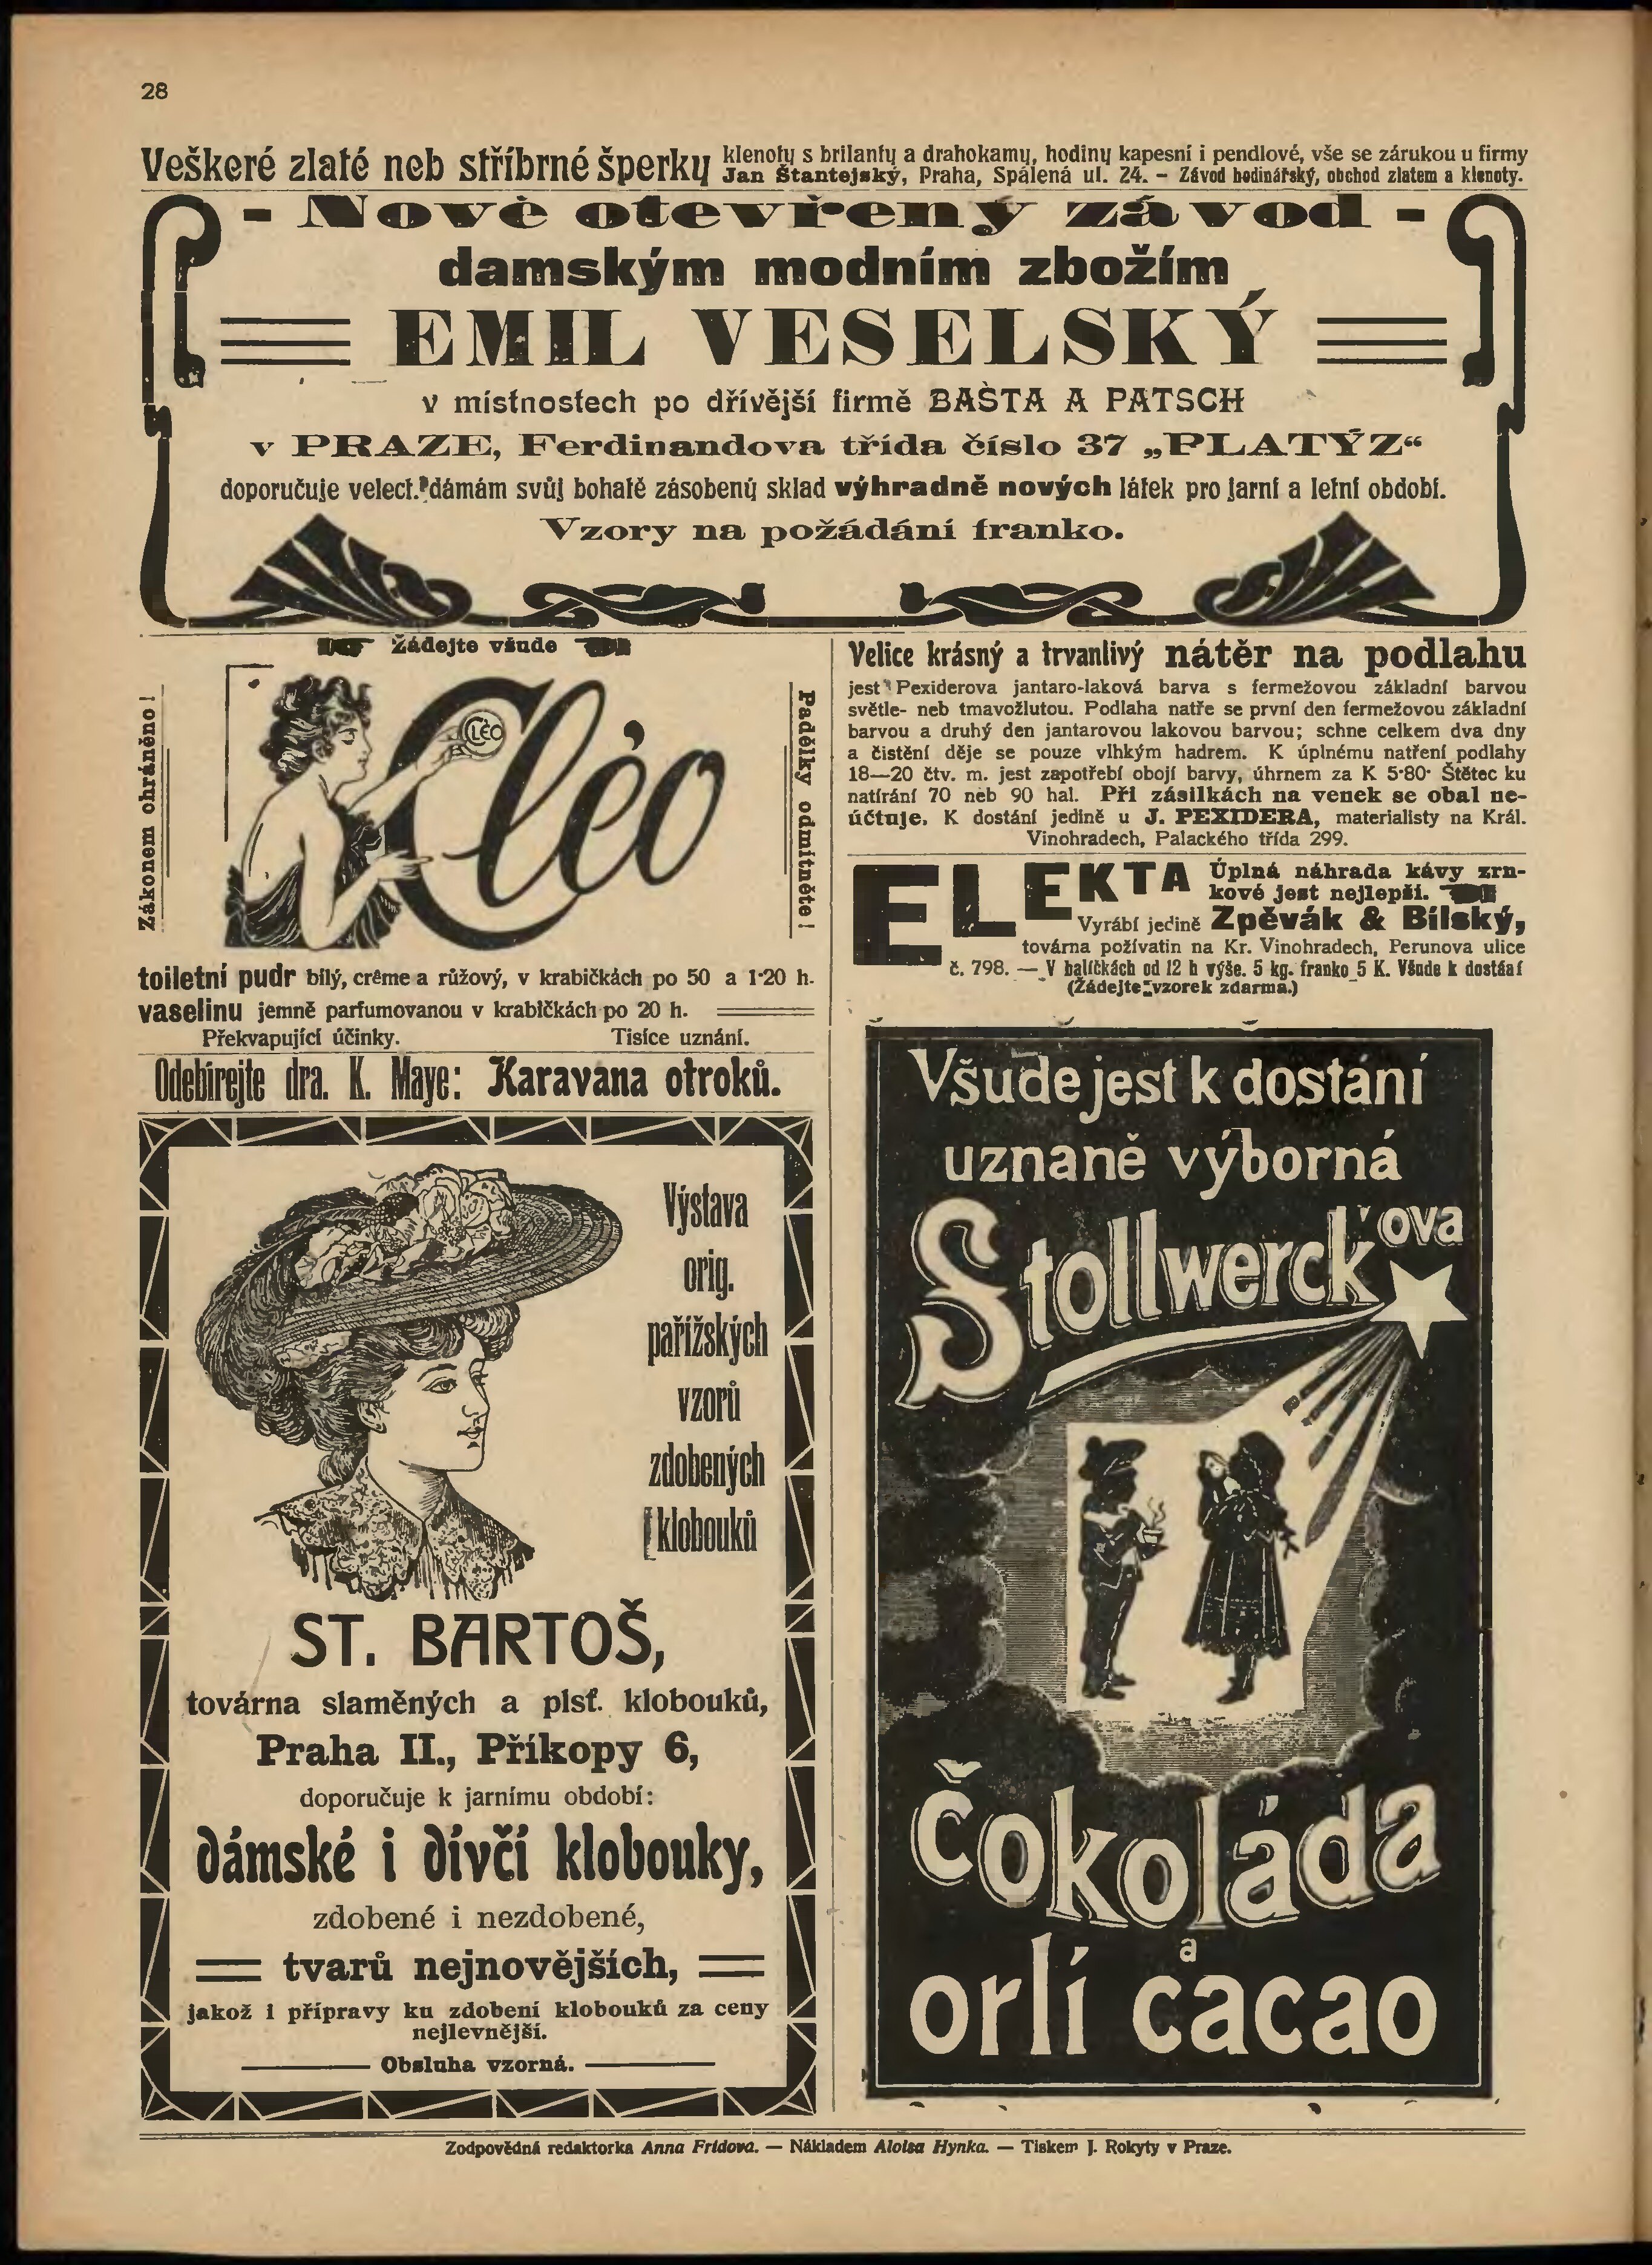 28
Veškeré zlaté neb stříbrné šperky klenoty s brilanty a drahokamy, hodiny kapesní i pendlové, vše se zárukou u firmy
Jan Štantejský, Praha, Spálená ul. 24. – Závod hodinářský, obchod zlatem a klenoty.
- Nově otevřený závod -
damským modním zbožím
EMIL VESELSKÝ
v místnostech po dřívější firmě BAŠTA A PATSCH
v PRAZE, Ferdinandova třída číslo 37 „PLATÝZ“
doporučuje velect. dámám svůj bohatě zásobený sklad výhradně nových látek pro jarní a letní období.
Vzory na požádání franko.
Žádejte všude
Zákonem ohráněno!
CLÉO
Cléo
Padělky odmítněte!
toiletní pudr bílý, crême a růžový, v krabičkách po 50 a 1·20 h.
vaselinu jemně parfumovanou v krabičkách po 20 h.
Překvapující účinky. Tisíce uznání.
Odebírejte dra. K. Maye: Karavana otroků.
Výstava
orig.
pařížských
vzorů
zdobených
klobouků
ST. BARTOŠ,
továrna slaměných a plsť. klobouků,
Praha II., Příkopy 6,
doporučuje k jarnímu období:
dámské i dívčí klobouky,
zdobené i nezdobené,
tvarů nejnovějších,
jakož i přípravy ku zdobení klobouků za ceny
nejlevnější.
Obsluha vzorná.
Velice krásný a trvanlivý nátěr na podlahu
jest Pexiderova jantaro-laková barva s fermežovou základní barvou
světle- neb tmavožlutou. Podlaha natře se první den fermežovou základní
barvou a druhý den jantarovou lakovou barvou; schne celkem dva dny
a čistění děje se pouze vlhkým hadrem. K úplnému natření podlahy
18—20 čtv. m. jest zapotřebí obojí barvy, úhrnem za K 5·80· Štětec ku
natírání 70 neb 90 hal. Při zásilkách na venek se obal ne-
účtuje. K dostání jedině u J. PEXIDERA, materialisty na Král.
Vinohradech, Palackého třída 299.
ELEKTA Úplná náhrada kávy zrn-
kové jest nejlepší.
Vyrábí jedině Zpěvák & Bílský,
továrna požívatin na Kr. Vinohradech, Perunova ulice
č. 798. — V balíčkách od 12 h výše. 5 kg. franko 5 K. Všude k dostání
(Žádejte vzorek zdarma.)
Všude jest k dostání
uznaně výborná
Stollwerck'ova
Čokoláda
a
orlí cacao
Zodpovědná redaktorka Anna Frídova. — Nákladem Aloisa Hynka. — Tiskem J. Rokyty v Praze.